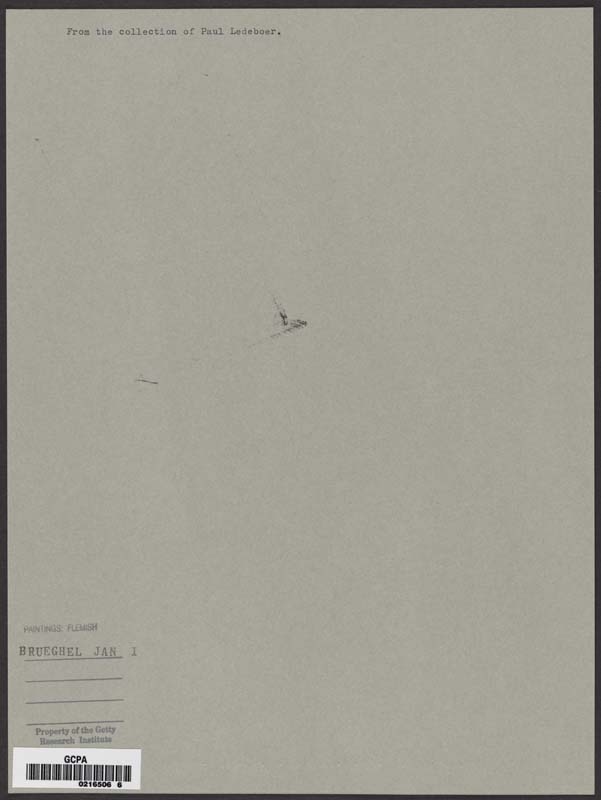 From the collection of Paul Ledeboer.
PAINTINGS: FLEMISH
BRUEGHEL JAN I
Property of the Getty
Research Institute
GCPA
0216506 6